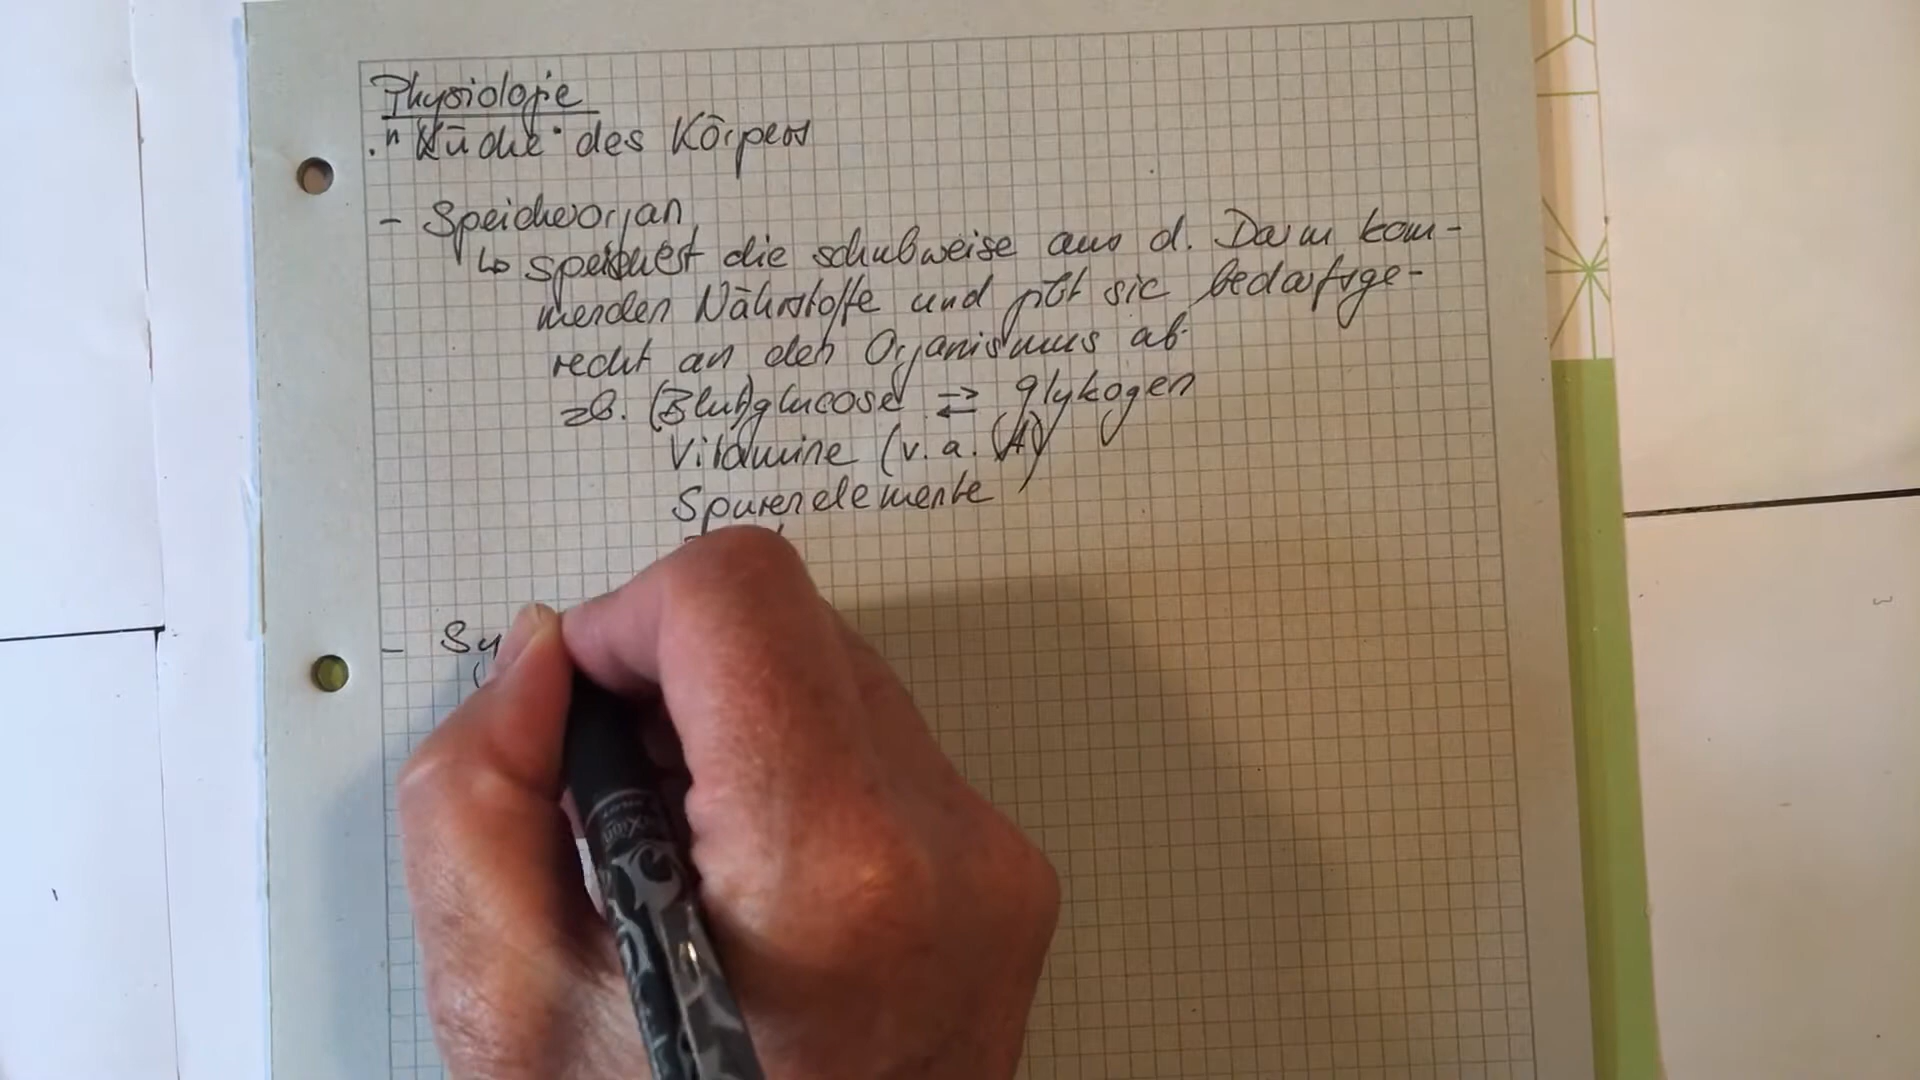 Physiologie
. "Küche" des Körpers
- Speicherorgan
↳ speichert die schubweise aus d. Darm kom-
menden Nährstoffe und gibt sie bedarfsge-
recht an den Organismus ab.
zB. (Blut)glucose ⇄ Glykogen
Vitamine (v. a. A)
Spurenelemente
- Sy